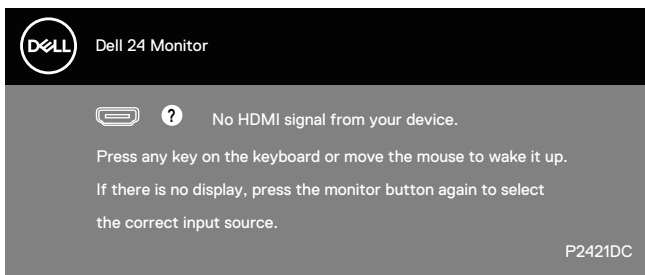 DELL
Dell 24 Monitor
? No HDMI signal from your device.
Press any key on the keyboard or move the mouse to wake it up.
If there is no display, press the monitor button again to select
the correct input source.
P2421DC